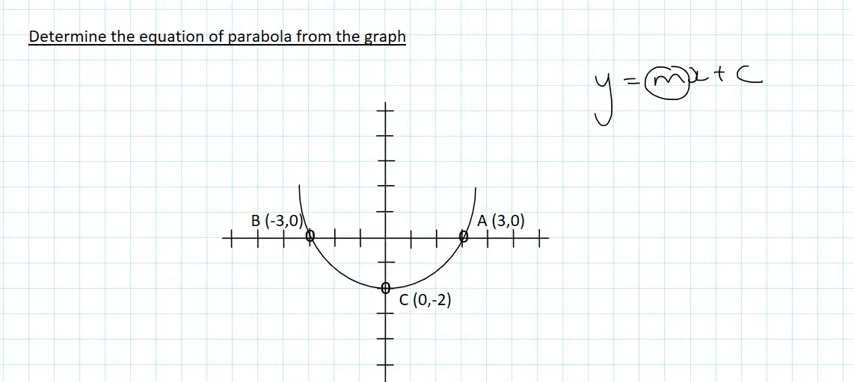 Determine the equation of parabola from the graph
y = mx + c
B (-3,0)
A (3,0)
C (0,-2)